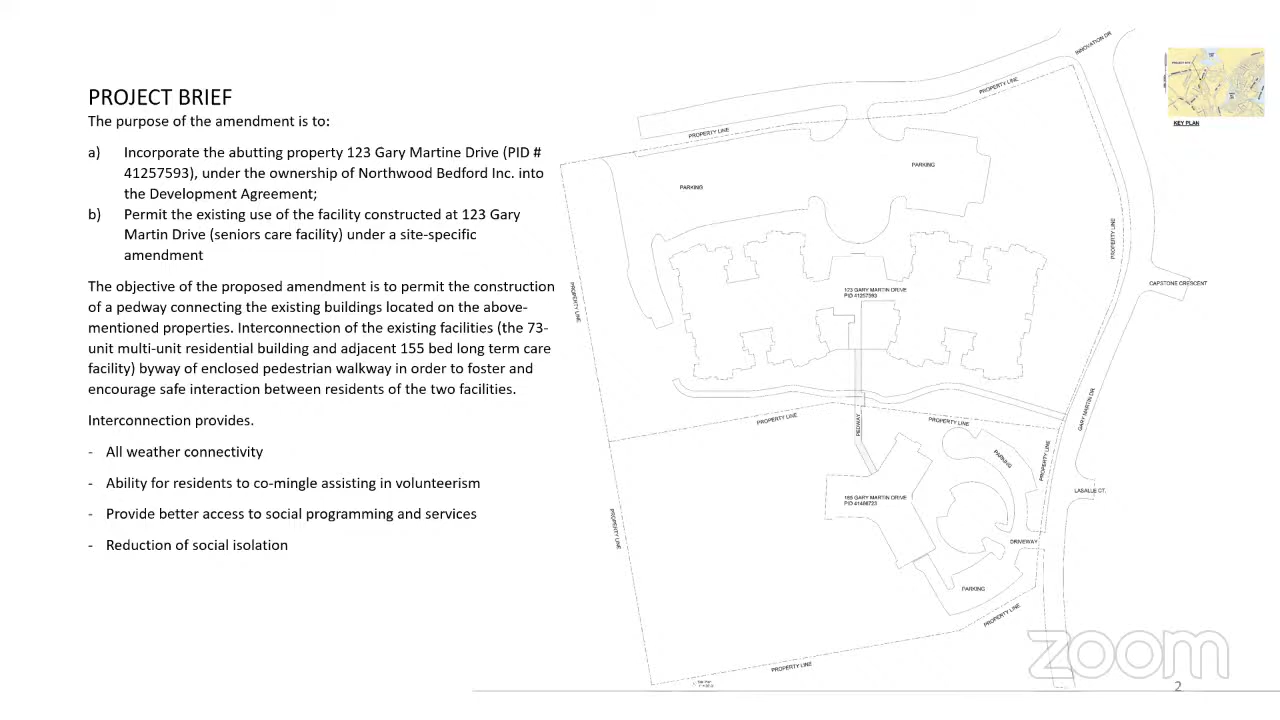 PROJECT BRIEF
The purpose of the amendment is to:
a) Incorporate the abutting property 123 Gary Martine Drive (PID #
41257593), under the ownership of Northwood Bedford Inc. into
the Development Agreement;
b) Permit the existing use of the facility constructed at 123 Gary
Martin Drive (seniors care facility) under a site-specific
amendment
The objective of the proposed amendment is to permit the construction
of a pedway connecting the existing buildings located on the above-
mentioned properties. Interconnection of the existing facilities (the 73-
unit multi-unit residential building and adjacent 155 bed long term care
facility) byway of enclosed pedestrian walkway in order to foster and
encourage safe interaction between residents of the two facilities.
Interconnection provides.
- All weather connectivity
- Ability for residents to co-mingle assisting in volunteerism
- Provide better access to social programming and services
- Reduction of social isolation
INNOVATION DR
PROPERTY LINE
PROPERTY LINE
PARKING
PARKING
PROPERTY LINE
PROPERTY LINE
CAPSTONE CRESCENT
123 GARY MARTIN DRIVE
PID 41257593
GARY MARTIN DR
PROPERTY LINE
PEDWAY
PROPERTY LINE
PROPERTY LINE
PARKING
LASALLE CT.
185 GARY MARTIN DRIVE
PID 41486723
PROPERTY LINE
DRIVEWAY
PARKING
PROPERTY LINE
PROPERTY LINE
KEY PLAN
zoom
2